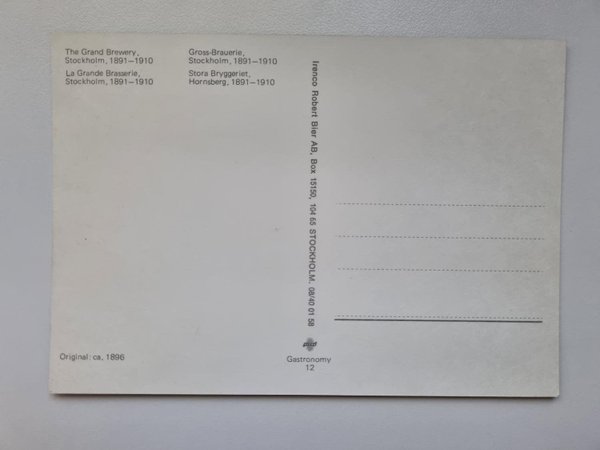 The Grand Brewery,
Stockholm, 1891–1910
La Grande Brasserie,
Stockholm, 1891–1910
Gross-Brauerie,
Stockholm, 1891–1910
Stora Bryggeriet,
Hornsberg, 1891–1910
Irenco Robert Bier AB, Box 15150, 104 65 STOCKHOLM. 08/40 01 58
Original: ca, 1896
Gastronomy
12